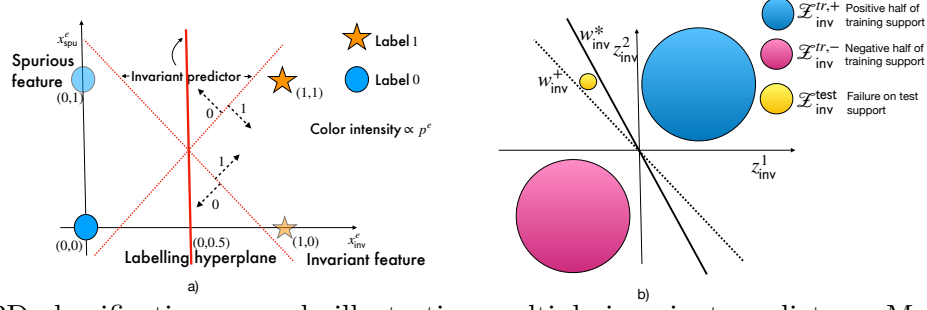 x^e_spu
Spurious
feature
(0,1)
Invariant predictor
(1,1)
1
0
1
0
(0,0)
(0,0.5)
(1,0)
x^e_inv
Labelling hyperplane
Invariant feature
a)
Label 1
Label 0
Color intensity ∝ p^e
w*_inv
z^2_inv
w^+_inv
z^1_inv
b)
𝒵^{tr,+}_inv Positive half of
training support
𝒵^{tr,−}_inv Negative half of
training support
𝒵^test_inv Failure on test
support